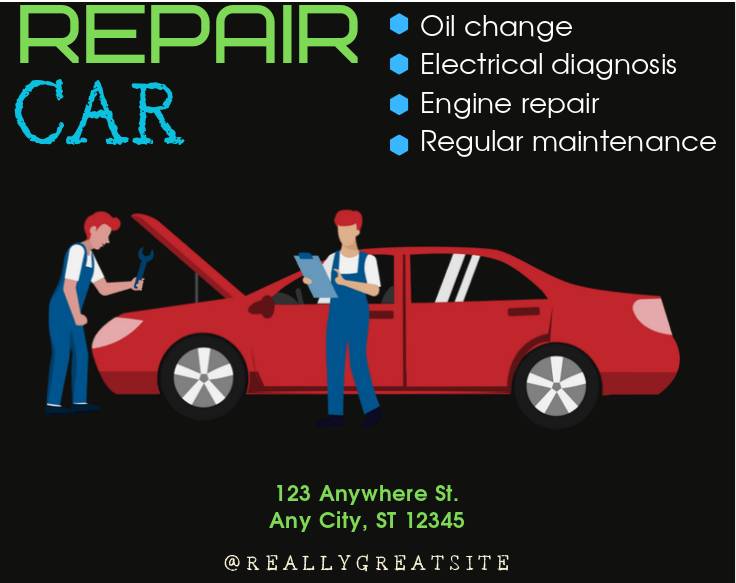 REPAIR
CAR
Oil change
Electrical diagnosis
Engine repair
Regular maintenance
123 Anywhere St.
Any City, ST 12345
@REALLYGREATSITE